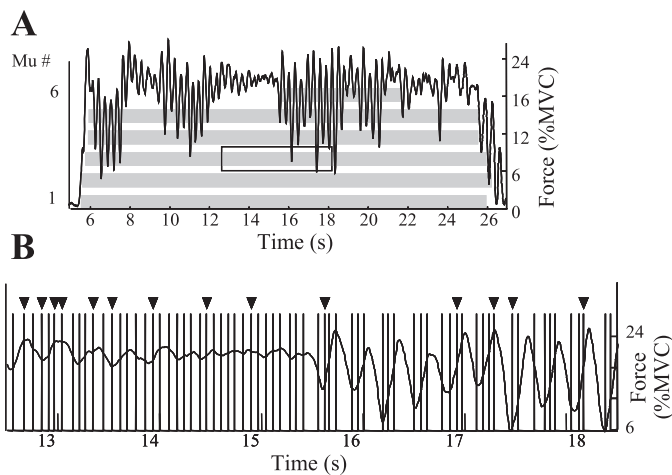 A
Mu #
6
1
24
16
12
6
0
Force (%MVC)
6 8 10 12 14 16 18 20 22 24 26
Time (s)
B
24
6
Force
(%MVC)
13 14 15 16 17 18
Time (s)